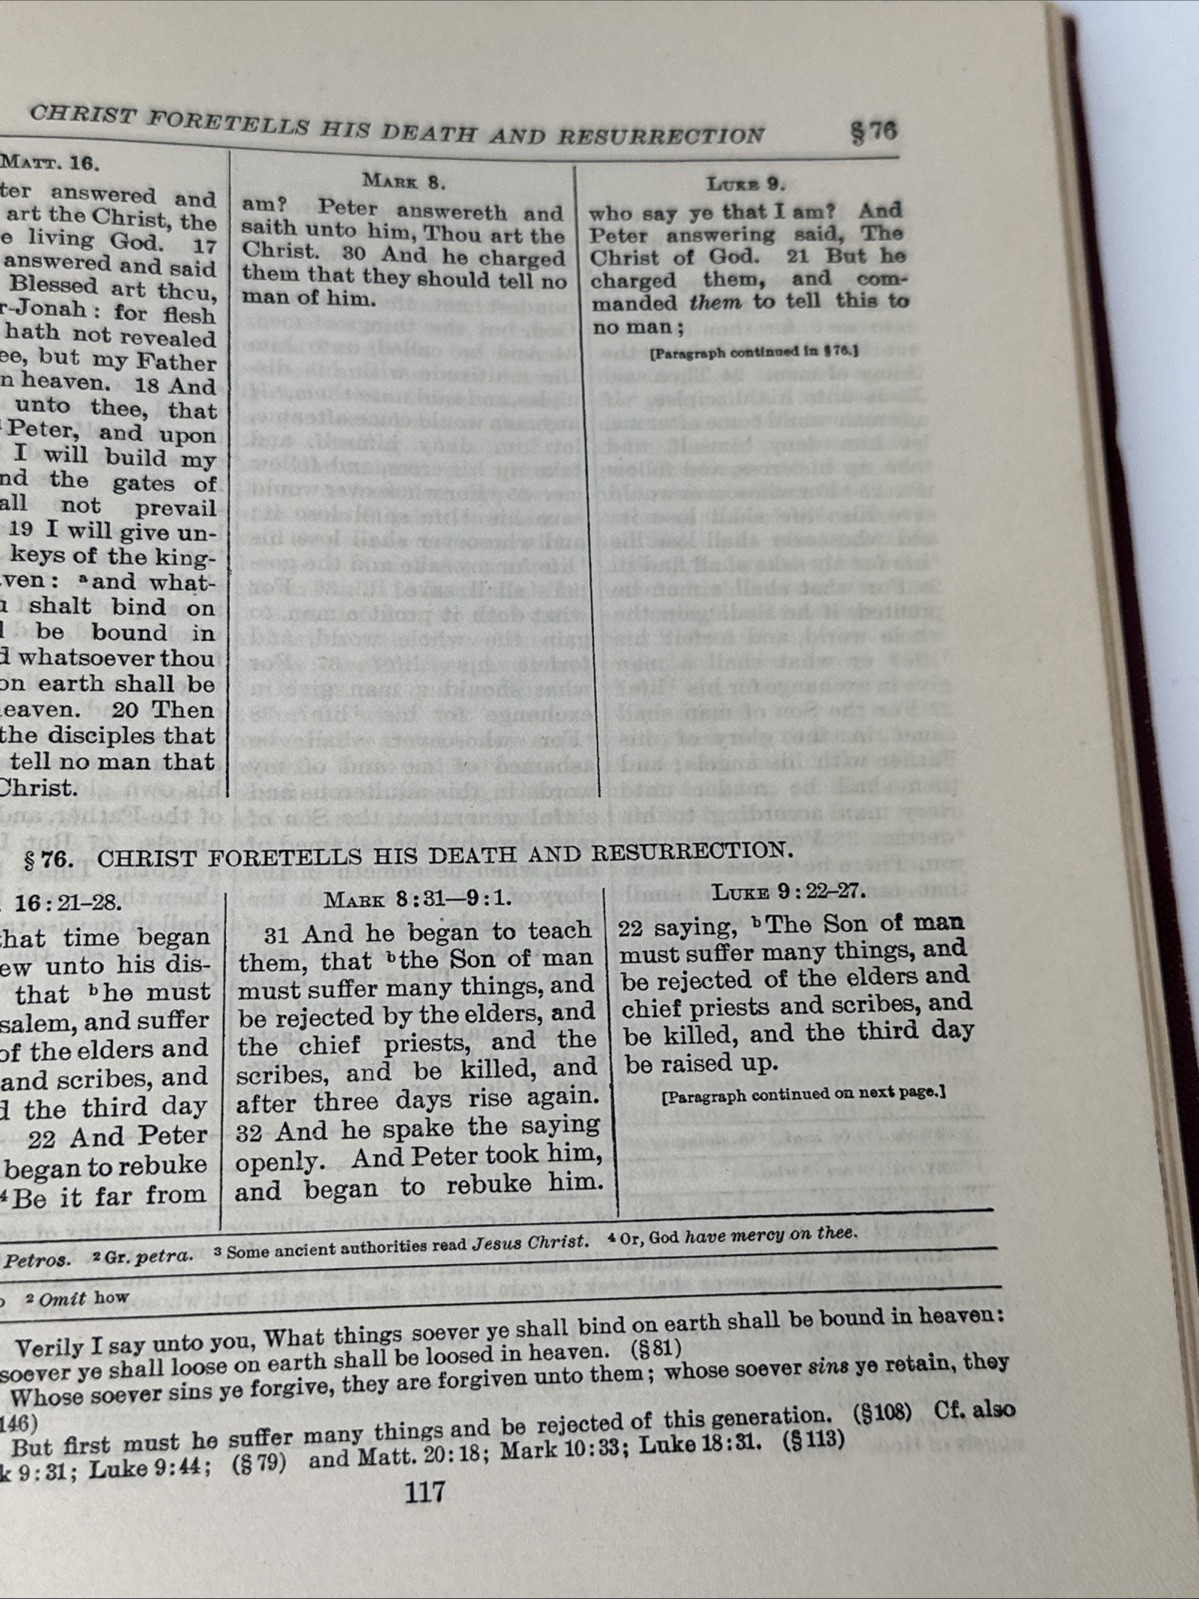 CHRIST FORETELLS HIS DEATH AND RESURRECTION §76
MATT. 16.
answered and
art the Christ, the
living God. 17
answered and said
Blessed art thou,
for flesh
hath not revealed
but my Father
heaven. 18 And
unto thee, that
Peter, and upon
I will build my
the gates of
not prevail
19 I will give un-
keys of the king-
ᵃand what-
shalt bind on
be bound in
whatsoever thou
on earth shall be
20 Then
the disciples that
tell no man that
Christ.
MARK 8.
am? Peter answereth and
saith unto him, Thou art the
Christ. 30 And he charged
them that they should tell no
man of him.
LUKE 9.
who say ye that I am? And
Peter answering said, The
Christ of God. 21 But he
charged them, and com-
manded them to tell this to
no man;
[Paragraph continued in §76.]
§ 76. CHRIST FORETELLS HIS DEATH AND RESURRECTION.
16:21–28.
that time began
unto his dis-
that ᵇhe must
and suffer
of the elders and
and scribes, and
the third day
22 And Peter
began to rebuke
⁴Be it far from
MARK 8:31—9:1.
31 And he began to teach
them, that ᵇthe Son of man
must suffer many things, and
be rejected by the elders, and
the chief priests, and the
scribes, and be killed, and
after three days rise again.
32 And he spake the saying
openly. And Peter took him,
and began to rebuke him.
LUKE 9:22–27.
22 saying, ᵇThe Son of man
must suffer many things, and
be rejected of the elders and
chief priests and scribes, and
be killed, and the third day
be raised up.
[Paragraph continued on next page.]
Petros. ² Gr. petra. ³ Some ancient authorities read Jesus Christ. ⁴ Or, God have mercy on thee.
² Omit how
Verily I say unto you, What things soever ye shall bind on earth shall be bound in heaven:
soever ye shall loose on earth shall be loosed in heaven. (§81)
Whose soever sins ye forgive, they are forgiven unto them; whose soever sins ye retain, they
146)
But first must he suffer many things and be rejected of this generation. (§108) Cf. also
9:31; Luke 9:44; (§79) and Matt. 20:18; Mark 10:33; Luke 18:31. (§113)
117